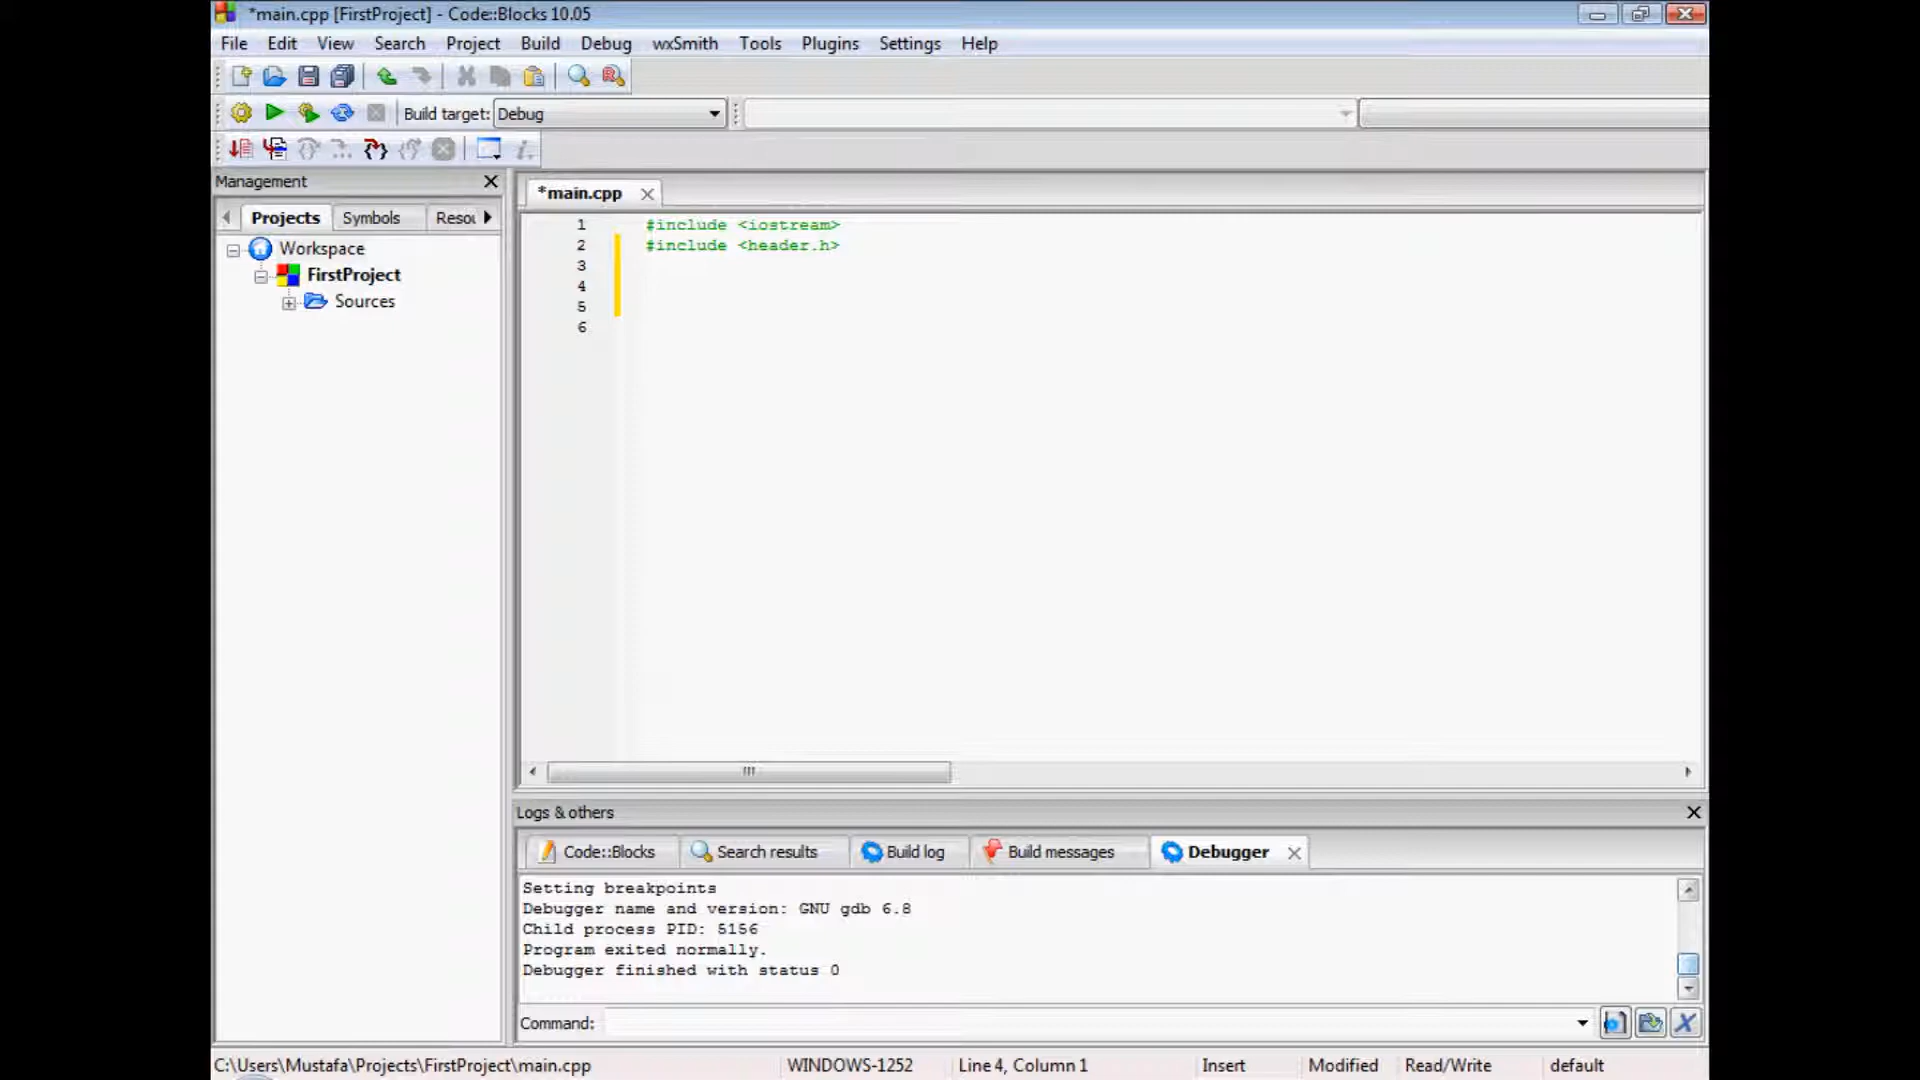 *main.cpp [FirstProject] - Code::Blocks 10.05
File Edit View Search Project Build Debug wxSmith Tools Plugins Settings Help
Build target: Debug
Management
Projects Symbols Resou
Workspace
FirstProject
Sources
*main.cpp
1 #include <iostream>
2 #include <header.h>
3
4
5
6
Logs & others
Code::Blocks Search results Build log Build messages Debugger
Setting breakpoints
Debugger name and version: GNU gdb 6.8
Child process PID: 5156
Program exited normally.
Debugger finished with status 0
Command:
C:\Users\Mustafa\Projects\FirstProject\main.cpp WINDOWS-1252 Line 4, Column 1 Insert Modified Read/Write default